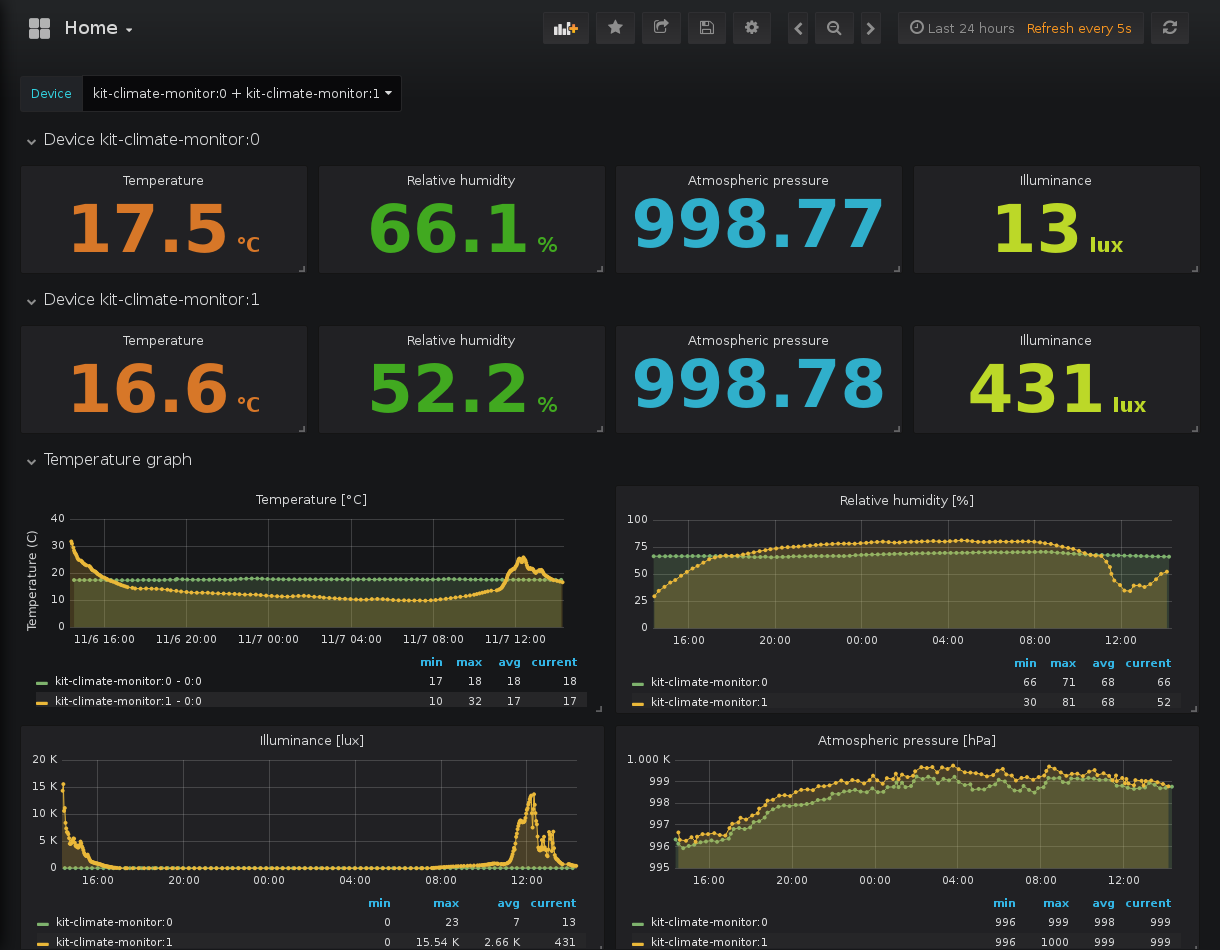 Home
Last 24 hours Refresh every 5s
Device kit-climate-monitor:0 + kit-climate-monitor:1
Device kit-climate-monitor:0
Temperature Relative humidity Atmospheric pressure Illuminance
17.5 °C 66.1 % 998.77 13 lux
Device kit-climate-monitor:1
Temperature Relative humidity Atmospheric pressure Illuminance
16.6 °C 52.2 % 998.78 431 lux
Temperature graph
Temperature [°C]
Temperature (C)
40
30
20
10
0
11/6 16:00 11/6 20:00 11/7 00:00 11/7 04:00 11/7 08:00 11/7 12:00
min max avg current
kit-climate-monitor:0 - 0:0 17 18 18 18
kit-climate-monitor:1 - 0:0 10 32 17 17
Relative humidity [%]
100
75
50
25
0
16:00 20:00 00:00 04:00 08:00 12:00
min max avg current
kit-climate-monitor:0 66 71 68 66
kit-climate-monitor:1 30 81 68 52
Illuminance [lux]
20 K
15 K
10 K
5 K
0
16:00 20:00 00:00 04:00 08:00 12:00
min max avg current
kit-climate-monitor:0 0 23 7 13
kit-climate-monitor:1 0 15.54 K 2.66 K 431
Atmospheric pressure [hPa]
1.000 K
999
998
997
996
995
16:00 20:00 00:00 04:00 08:00 12:00
min max avg current
kit-climate-monitor:0 996 999 998 999
kit-climate-monitor:1 996 1000 999 999